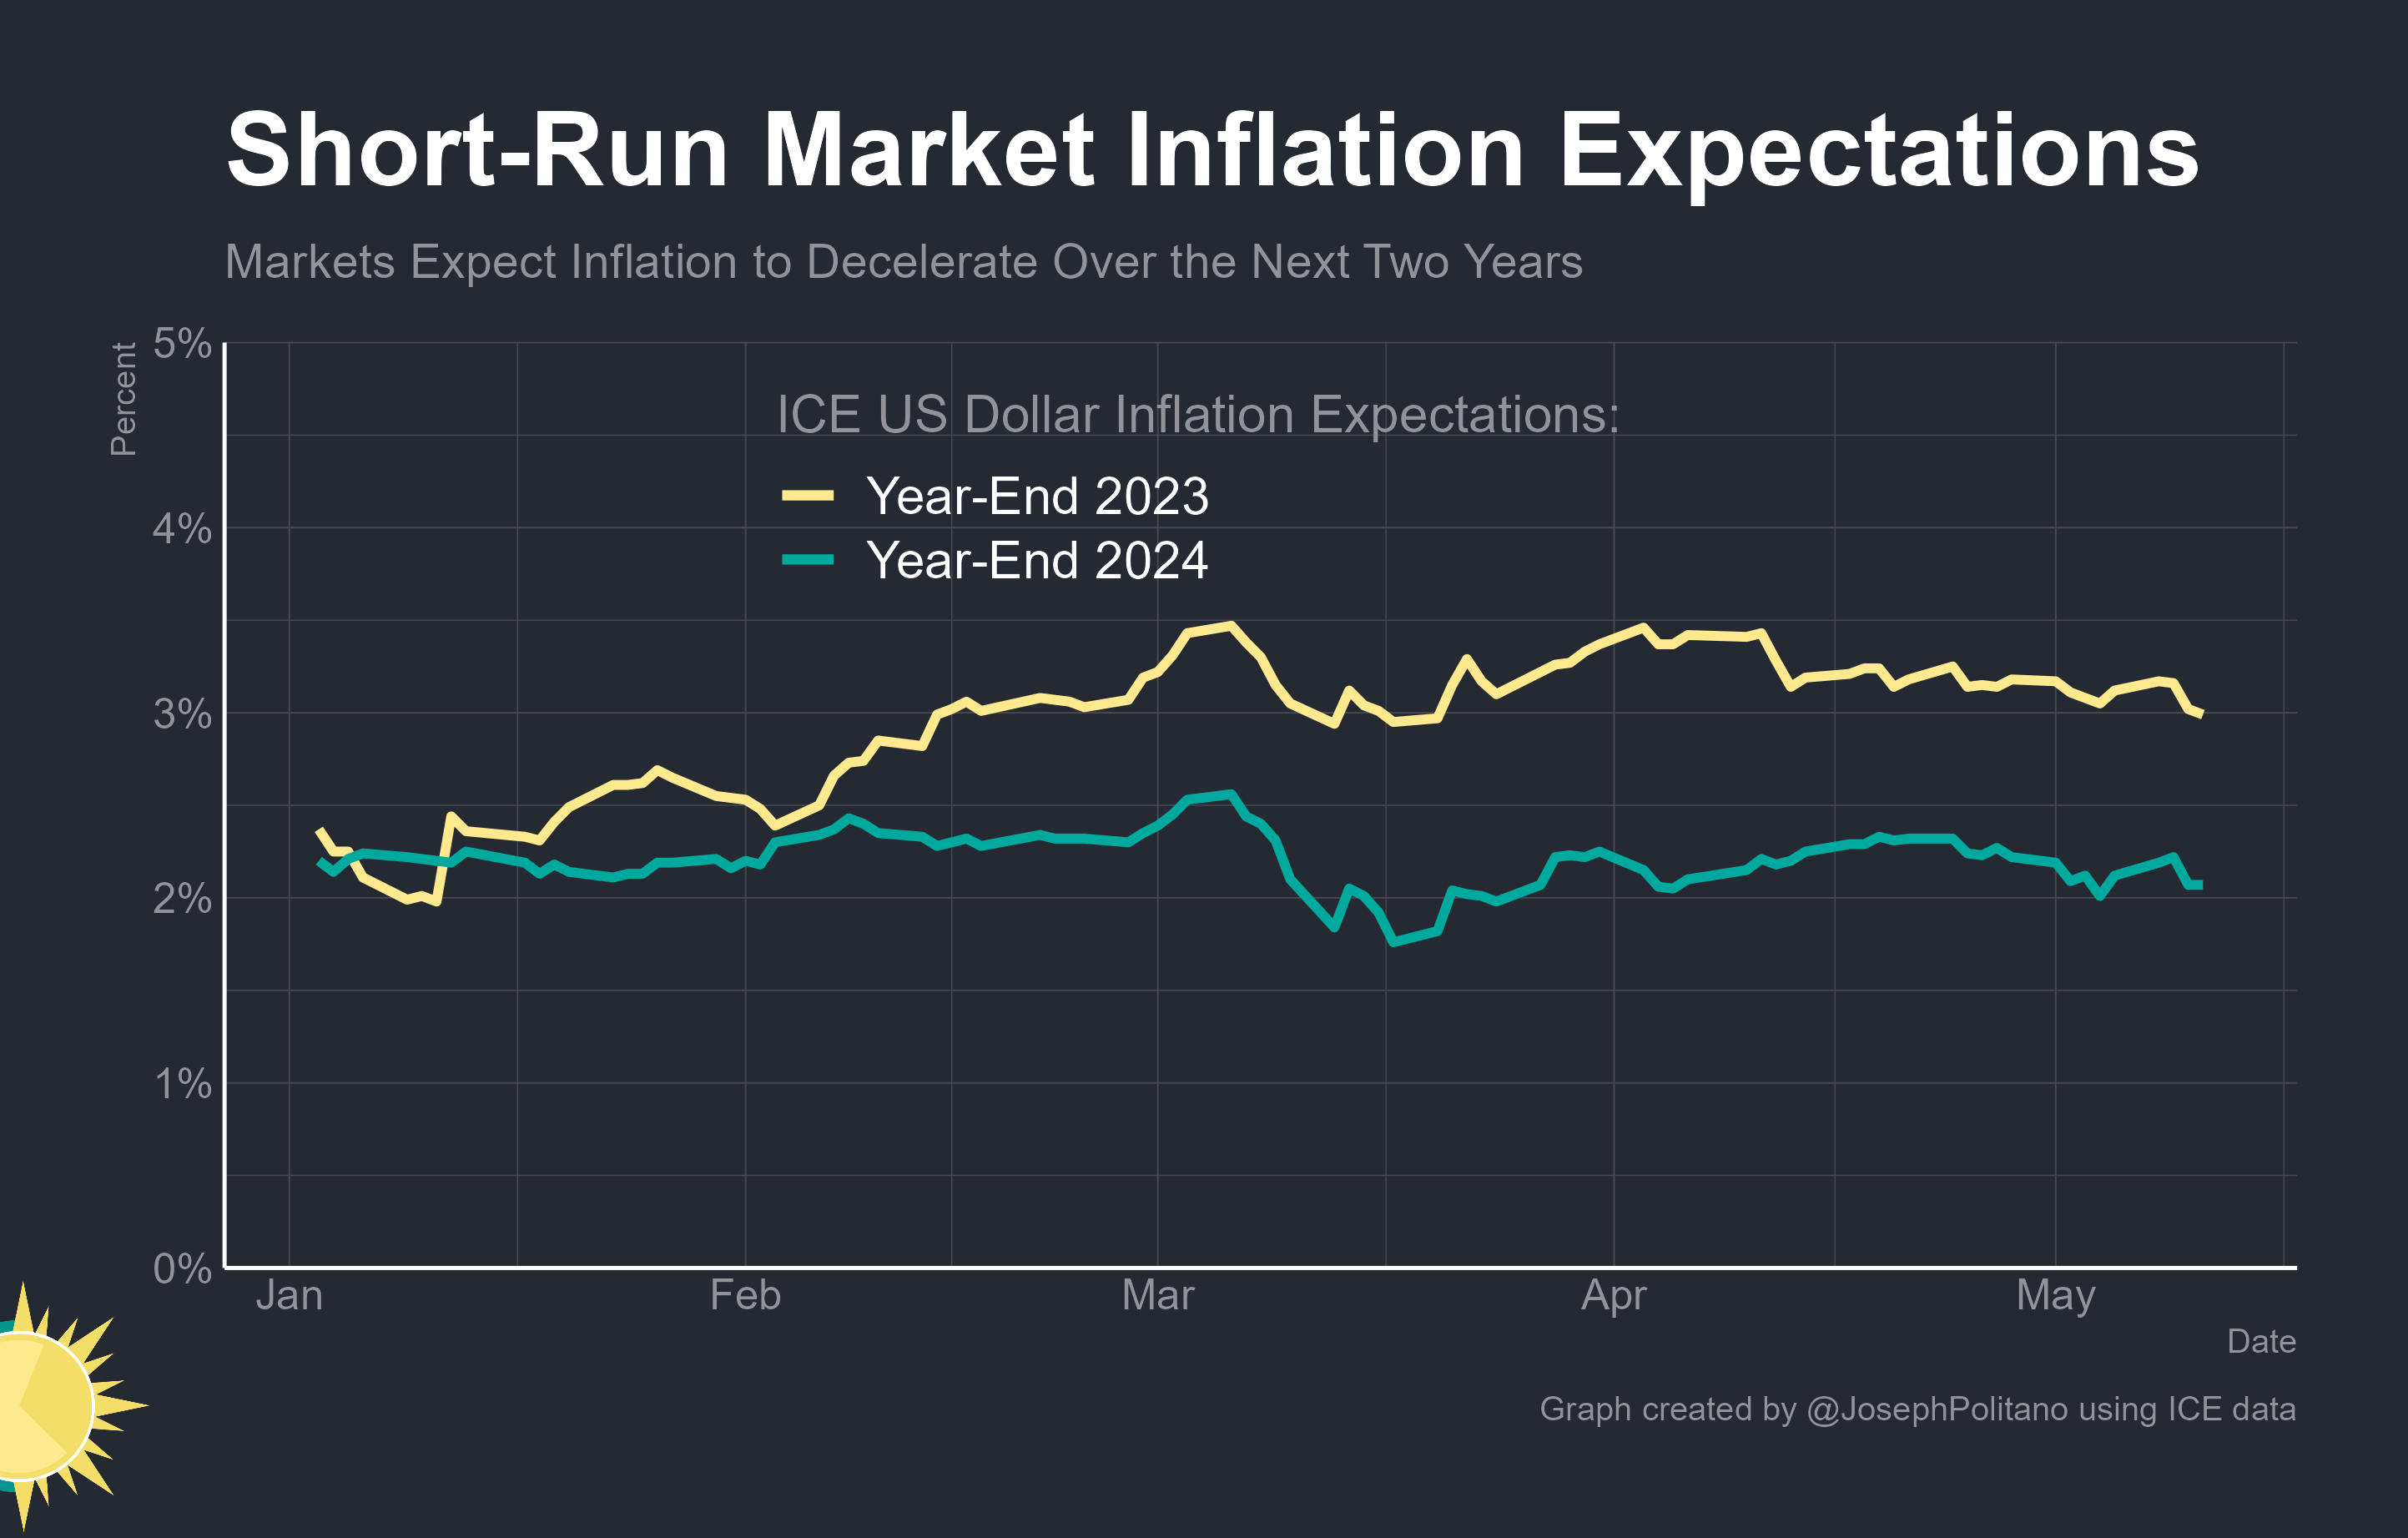 Short-Run Market Inflation Expectations
Markets Expect Inflation to Decelerate Over the Next Two Years
Percent
5%
ICE US Dollar Inflation Expectations:
Year-End 2023
4%
Year-End 2024
3%
2%
1%
0%
Jan Feb Mar Apr May
Date
Graph created by @JosephPolitano using ICE data